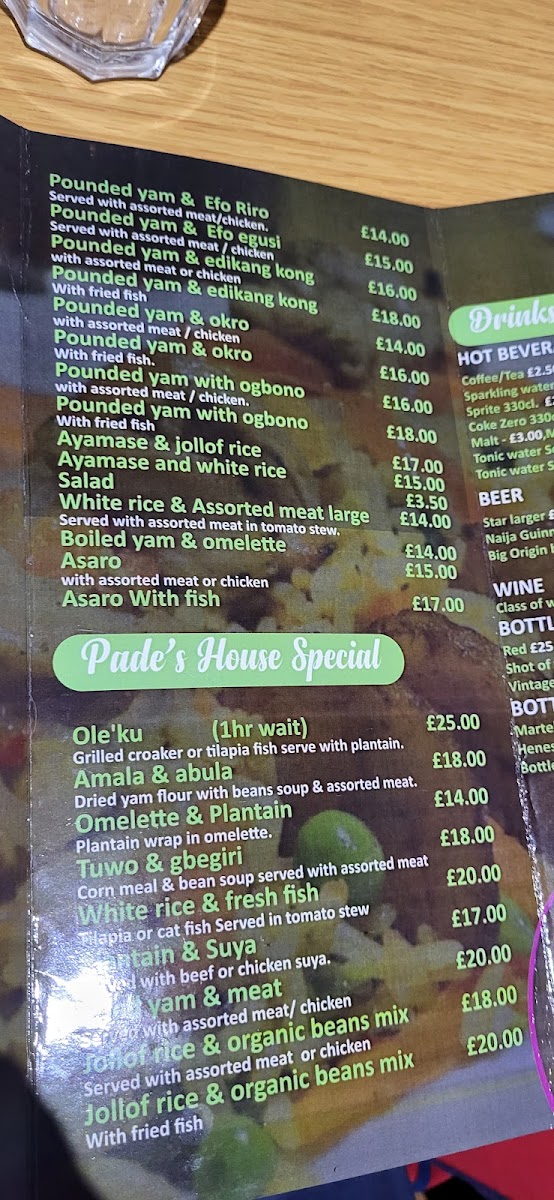 Pounded yam & Efo Riro £14.00
Served with assorted meat/chicken.
Pounded yam & Efo egusi £15.00
Served with assorted meat / chicken
Pounded yam & edikang kong £16.00
with assorted meat or chicken
Pounded yam & edikang kong £18.00
With fried fish
Pounded yam & okro £14.00
with assorted meat / chicken
Pounded yam & okro £16.00
With fried fish.
Pounded yam with ogbono £16.00
with assorted meat / chicken.
Pounded yam with ogbono £18.00
With fried fish
Ayamase & jollof rice £17.00
Ayamase and white rice £15.00
Salad £3.50
White rice & Assorted meat large £14.00
Served with assorted meat in tomato stew.
Boiled yam & omelette £14.00
Asaro £15.00
with assorted meat or chicken
Asaro With fish £17.00
Pade's House Special
Ole'ku (1hr wait) £25.00
Grilled croaker or tilapia fish serve with plantain.
Amala & abula £18.00
Dried yam flour with beans soup & assorted meat.
Omelette & Plantain £14.00
Plantain wrap in omelette.
Tuwo & gbegiri £18.00
Corn meal & bean soup served with assorted meat
White rice & fresh fish £20.00
Tilapia or cat fish Served in tomato stew
& Suya £17.00
with beef or chicken suya.
yam & meat £20.00
with assorted meat/ chicken
Jollof rice & organic beans mix £18.00
Served with assorted meat or chicken
Jollof rice & organic beans mix £20.00
With fried fish
Drinks
HOT
Coffee/Tea
Sparkling water
Sprite 330cl.
Coke Zero
Malt - £3.00,
Tonic water
Tonic water
BEER
Star larger
Naija
Big Origin
WINE
Class of
Red £25
Shot of
Vintage